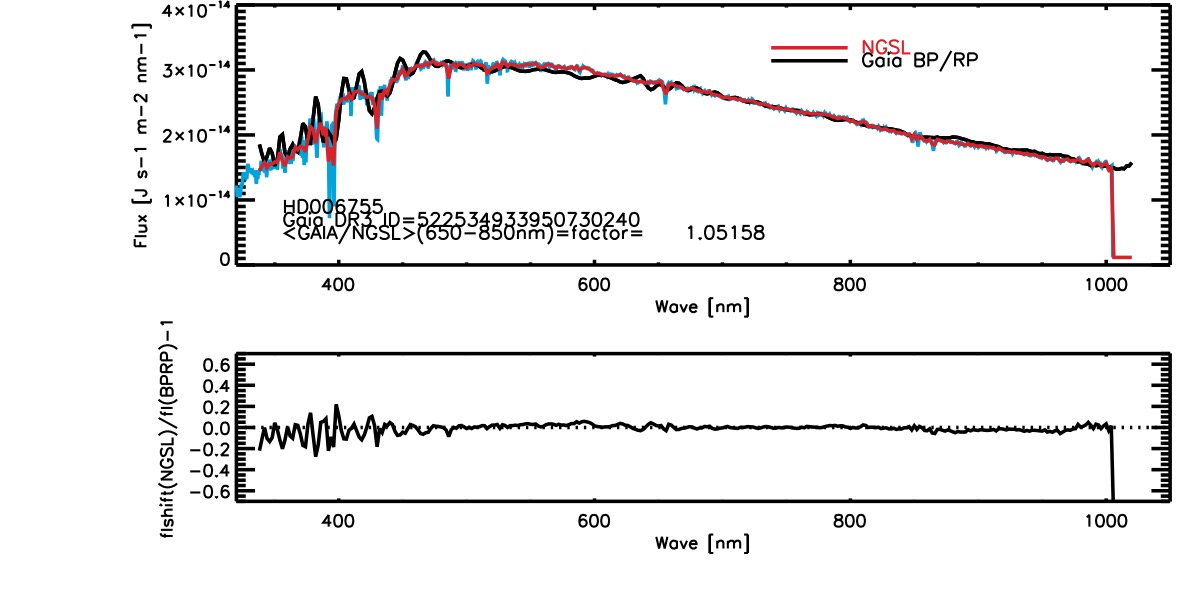 4×10⁻¹⁴
3×10⁻¹⁴
2×10⁻¹⁴
1×10⁻¹⁴
0
Flux [J s−1 m−2 nm−1]
NGSL
Gaia BP/RP
HD006755
Gaia DR3 ID=522534933950730240
<GAIA/NGSL>(650−850nm)=factor= 1.05158
400 600 800 1000
Wave [nm]
0.6
0.4
0.2
0.0
−0.2
−0.4
−0.6
flshift(NGSL)/fl(BPRP)−1
400 600 800 1000
Wave [nm]